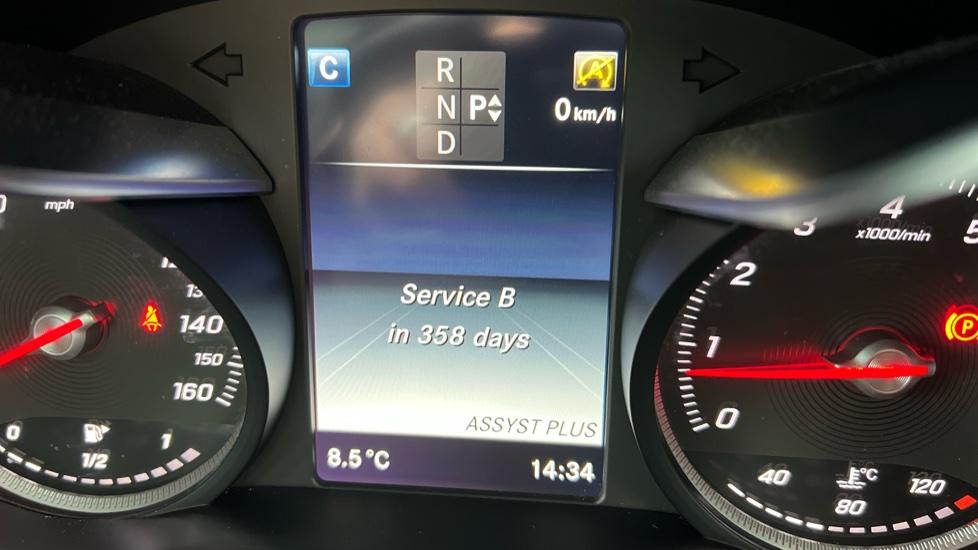 C
R
N P
D
0 km/h
Service B
in 358 days
ASSYST PLUS
8.5 °C
14:34
mph
140
150
160
0 1/2 1
0
1
2
3
4
5
x1000/min
P
40 80 120
°C